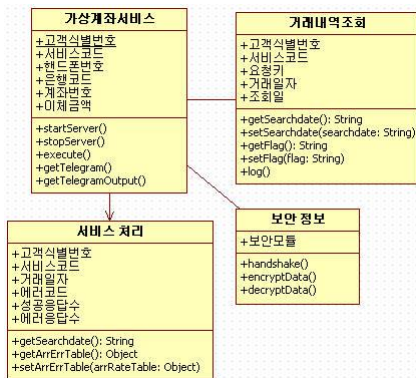 가상계좌서비스
+고객식별번호
+서비스코드
+핸드폰번호
+은행코드
+계좌번호
+이체금액
+startServer()
+stopServer()
+execute()
+getTelegram()
+getTelegramOutput()
거래내역조회
+고객식별번호
+서비스코드
+요청키
+거래일자
+조회일
+getSearchdate(): String
+setSearchdate(searchdate: String)
+getFlag(): String
+setFlag(flag: String)
+log()
서비스 처리
+고객식별번호
+서비스코드
+거래일자
+에러코드
+성공응답수
+에러응답수
+getSearchdate(): String
+getArrErrTable(): Object
+setArrErrTable(arrRateTable: Object)
보안 정보
+보안모듈
+handshake()
+encryptData()
+decryptData()